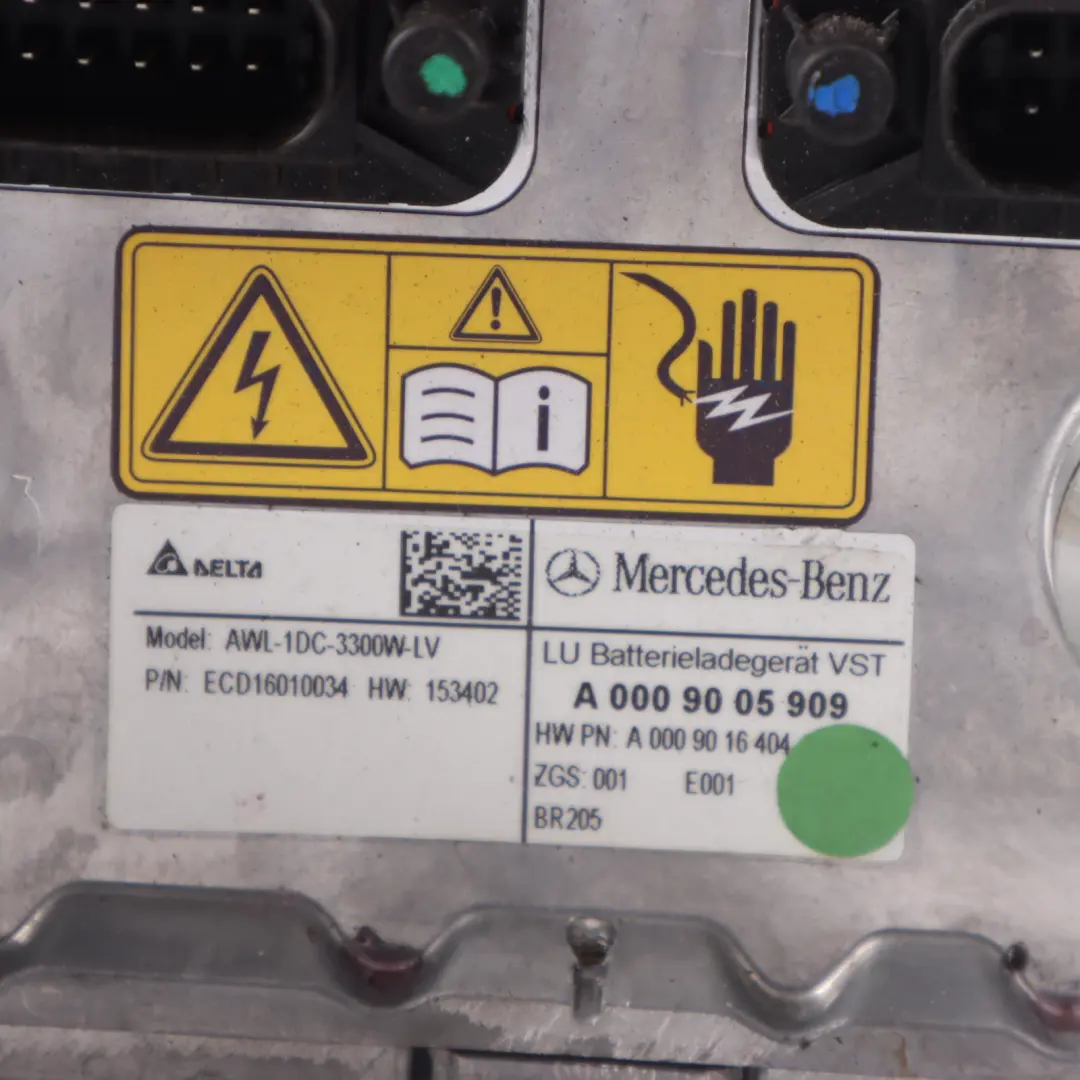 DELTA
Model: AWL-1DC-3300W-LV
P/N: ECD16010034 HW: 153402
Mercedes-Benz
LU Batterieladegerät VST
A 000 90 05 909
HW PN: A 000 90 16 404
ZGS: 001 E001
BR205